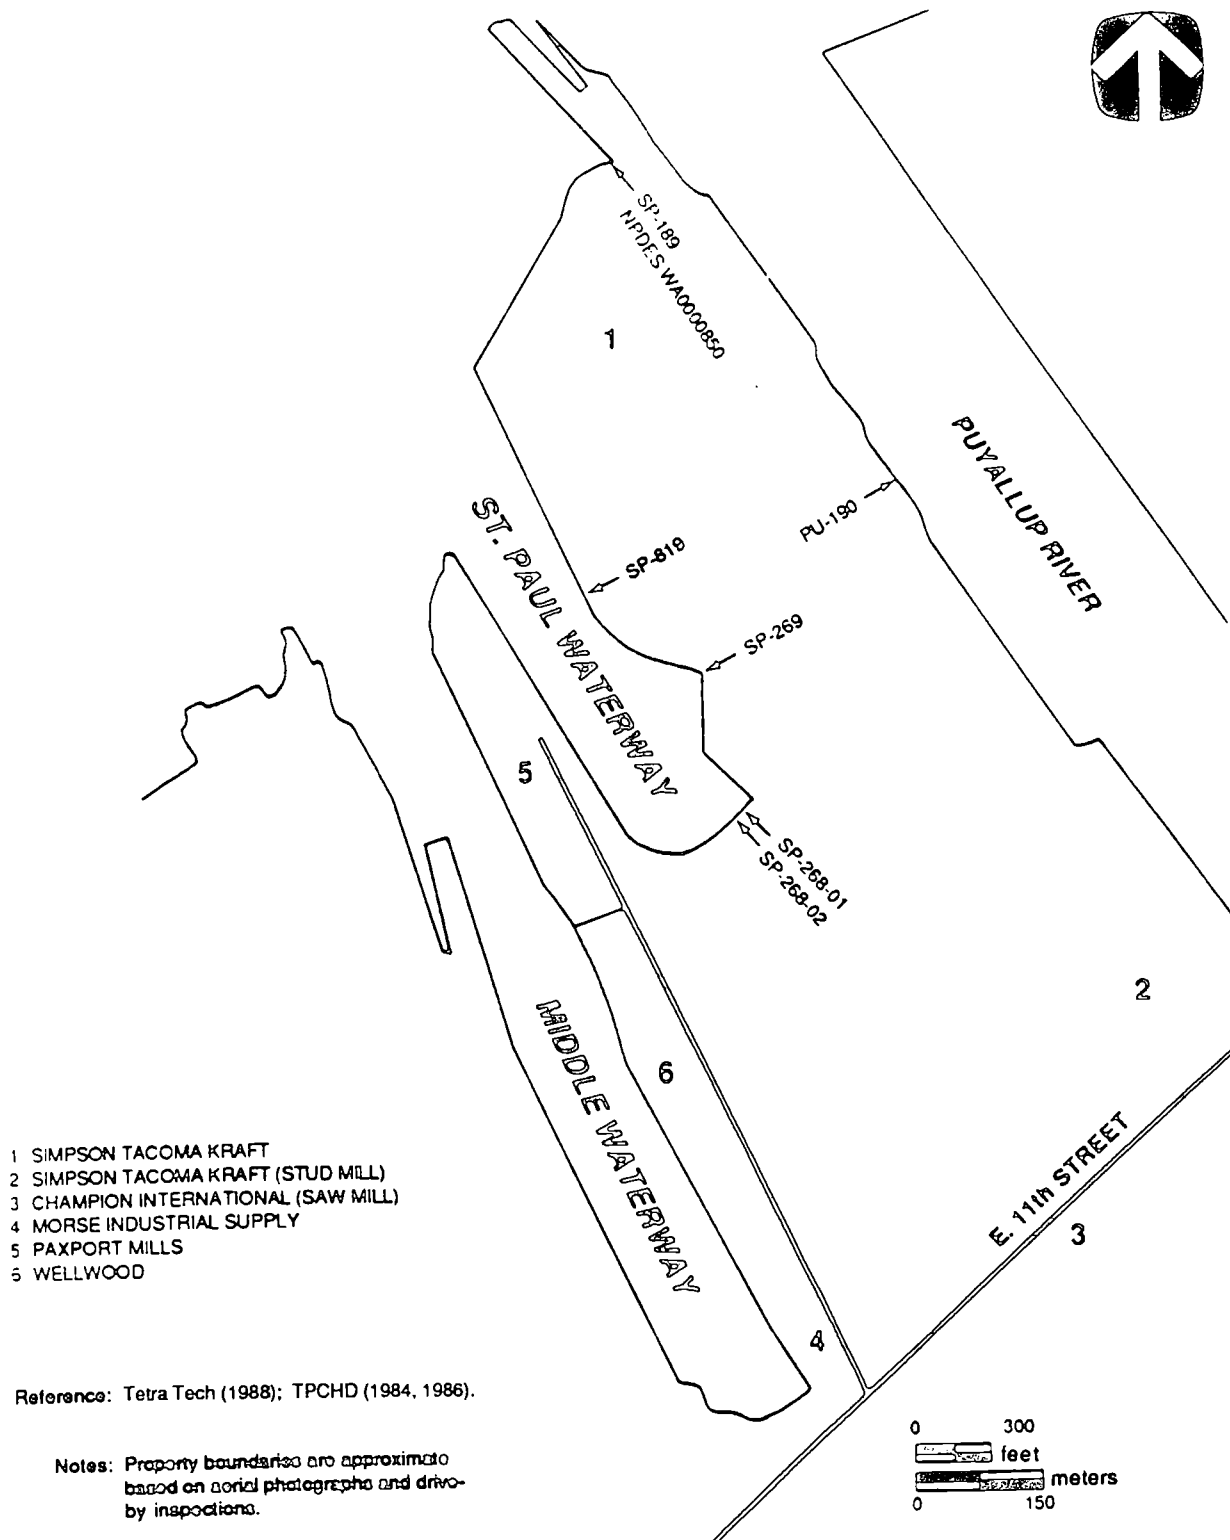 SP-189
NPDES WA0000850
1
PUYALLUP RIVER
PU-190
ST. PAUL WATERWAY
SP-819
SP-269
5
SP-268-01
SP-268-02
2
MIDDLE WATERWAY
6
E. 11th STREET
3
4
1 SIMPSON TACOMA KRAFT
2 SIMPSON TACOMA KRAFT (STUD MILL)
3 CHAMPION INTERNATIONAL (SAW MILL)
4 MORSE INDUSTRIAL SUPPLY
5 PAXPORT MILLS
6 WELLWOOD
Reference: Tetra Tech (1988); TPCHD (1984, 1986).
Notes: Property boundaries are approximate
based on aerial photographs and drive-
by inspections.
0 300
feet
meters
0 150